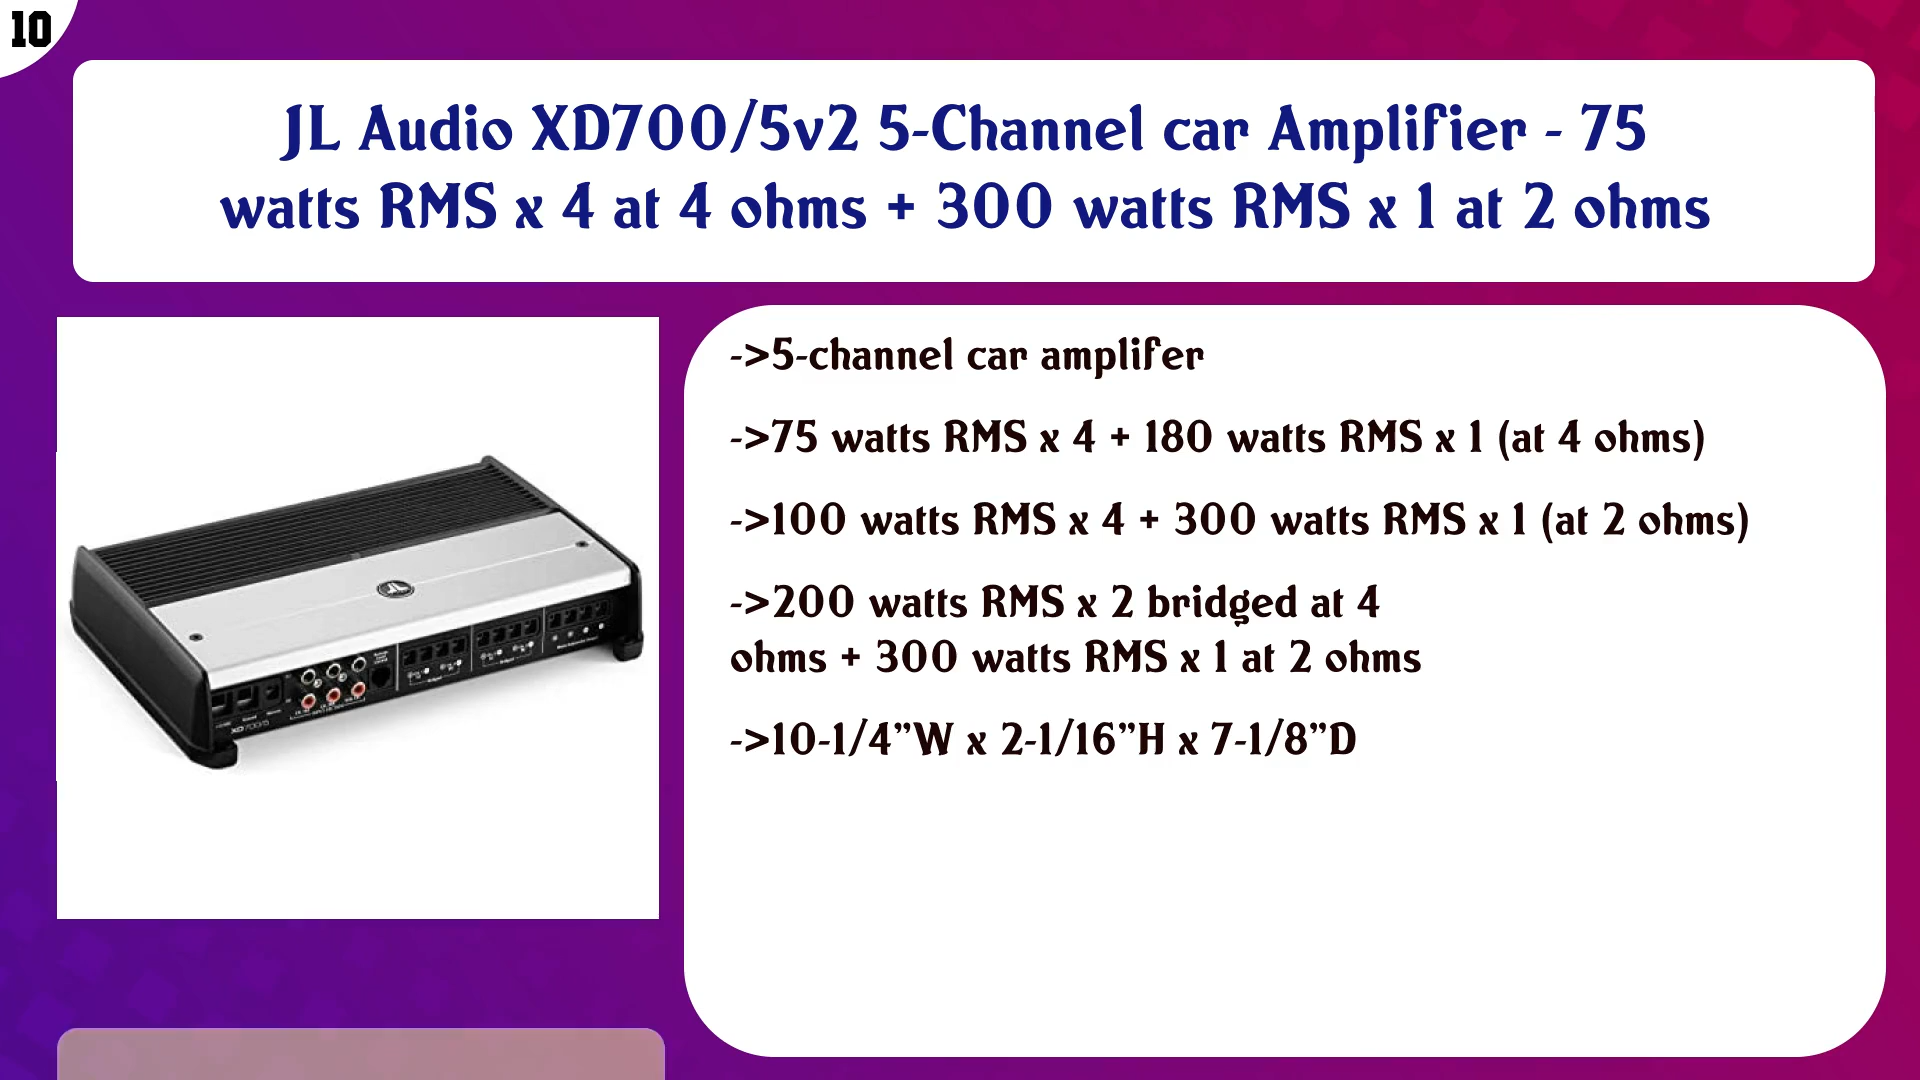 10
JL Audio XD700/5v2 5-Channel car Amplifier - 75
watts RMS x 4 at 4 ohms + 300 watts RMS x 1 at 2 ohms
->5-channel car amplifer
->75 watts RMS x 4 + 180 watts RMS x 1 (at 4 ohms)
->100 watts RMS x 4 + 300 watts RMS x 1 (at 2 ohms)
->200 watts RMS x 2 bridged at 4
ohms + 300 watts RMS x 1 at 2 ohms
->10-1/4”W x 2-1/16”H x 7-1/8”D
XD 700/5